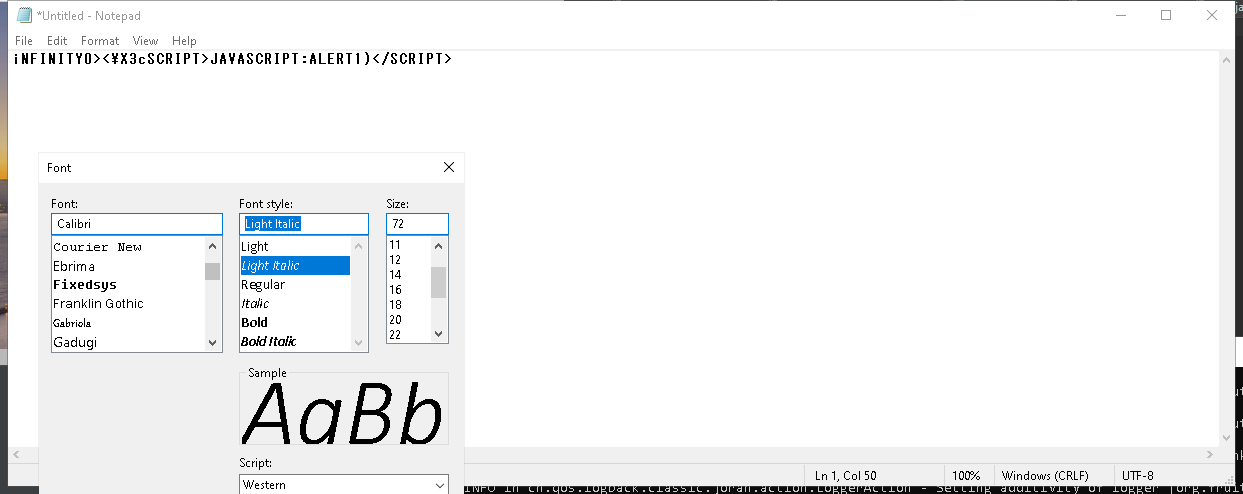 *Untitled - Notepad
File Edit Format View Help
iNFINITYO><¥X3cSCRIPT>JAVASCRIPT:ALERT1)</SCRIPT>
Font
Font: Font style: Size:
Calibri Light Italic 72
Courier New Light 11
Ebrima Light Italic 12
Fixedsys Regular 14
Franklin Gothic Italic 16
Gabriola Bold 18
Gadugi Bold Italic 20
22
Sample
AaBb
Script:
Western
Ln 1, Col 50 100% Windows (CRLF) UTF-8
INFO in ch.qos.logback.classic.joran.action.LoggerAction - Setting additivity of logger [org.fruit